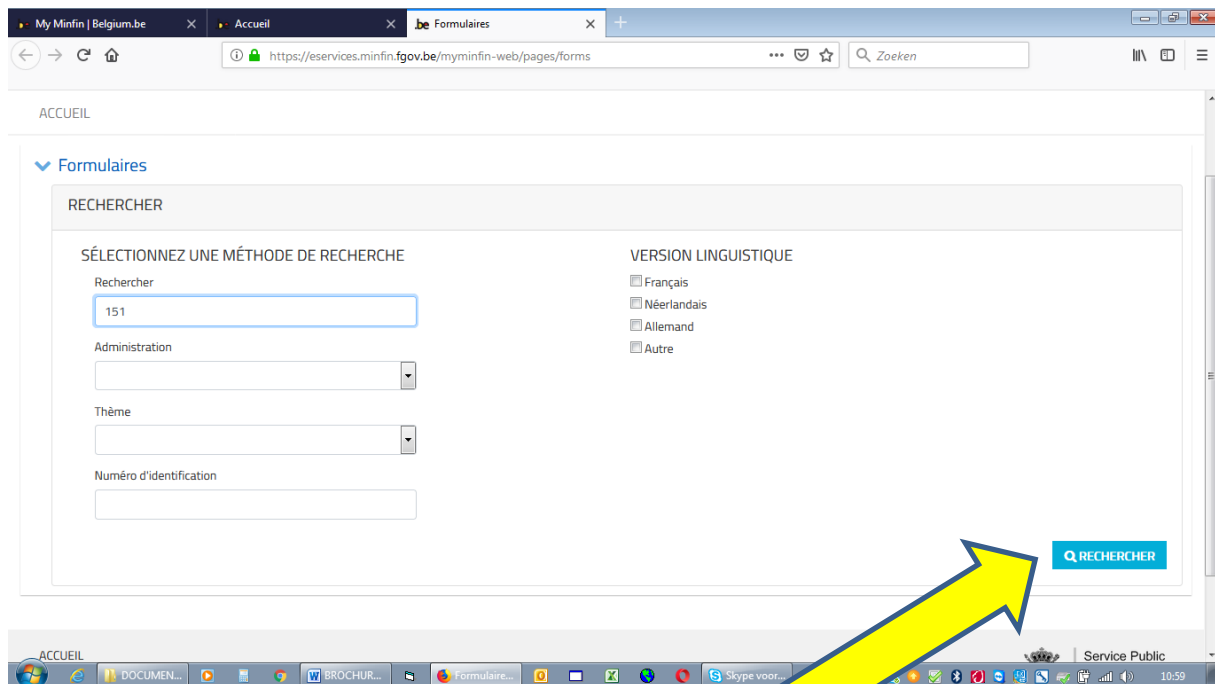 My Minfin | Belgium.be
Accueil
.be Formulaires
https://eservices.minfin.fgov.be/myminfin-web/pages/forms
Zoeken
ACCUEIL
Formulaires
RECHERCHER
SÉLECTIONNEZ UNE MÉTHODE DE RECHERCHE
VERSION LINGUISTIQUE
Rechercher
151
Français
Néerlandais
Allemand
Autre
Administration
Thème
Numéro d'identification
RECHERCHER
ACCUEIL
Service Public
DOCUMEN...
BROCHUR...
Formulaire...
Skype voor...
10:59